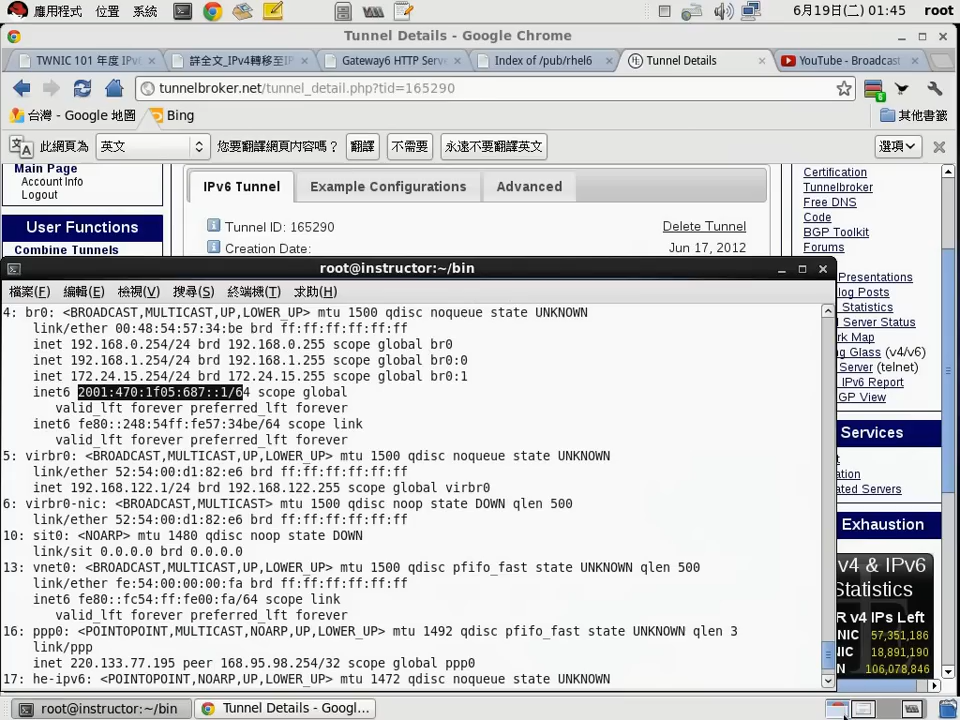 應用程式 位置 系統 6月19日(二) 01:45 root
Tunnel Details - Google Chrome
TWNIC 101 年度 IPv 詳全文_IPv4轉移至IP Gateway6 HTTP Serve Index of /pub/rhel6 Tunnel Details YouTube - Broadcast
tunnelbroker.net/tunnel_detail.php?tid=165290 6
台灣 - Google 地圖 Bing 其他書籤
此網頁為 英文 您要翻譯網頁內容嗎？ 翻譯 不需要 永遠不要翻譯英文 選項
Main Page
Account Info
Logout
User Functions
Combine Tunnels
IPv6 Tunnel Example Configurations Advanced
Tunnel ID: 165290 Delete Tunnel
Creation Date: Jun 17, 2012
Certification
Tunnelbroker
Free DNS
Code
BGP Toolkit
Forums
Presentations
log Posts
Statistics
d Server Status
rk Map
ng Glass (v4/v6)
Server (telnet)
IPv6 Report
GP View
Services
t
ation
ated Servers
Exhaustion
v4 & IPv6
Statistics
R v4 IPs Left
NIC 57,351,186
IC 18,891,190
N 106,078,846
root@instructor:~/bin
檔案(F) 編輯(E) 檢視(V) 搜尋(S) 終端機(T) 求助(H)
4: br0: <BROADCAST,MULTICAST,UP,LOWER_UP> mtu 1500 qdisc noqueue state UNKNOWN
link/ether 00:48:54:57:34:be brd ff:ff:ff:ff:ff:ff
inet 192.168.0.254/24 brd 192.168.0.255 scope global br0
inet 192.168.1.254/24 brd 192.168.1.255 scope global br0:0
inet 172.24.15.254/24 brd 172.24.15.255 scope global br0:1
inet6 2001:470:1f05:687::1/64 scope global
valid_lft forever preferred_lft forever
inet6 fe80::248:54ff:fe57:34be/64 scope link
valid_lft forever preferred_lft forever
5: virbr0: <BROADCAST,MULTICAST,UP,LOWER_UP> mtu 1500 qdisc noqueue state UNKNOWN
link/ether 52:54:00:d1:82:e6 brd ff:ff:ff:ff:ff:ff
inet 192.168.122.1/24 brd 192.168.122.255 scope global virbr0
6: virbr0-nic: <BROADCAST,MULTICAST> mtu 1500 qdisc noop state DOWN qlen 500
link/ether 52:54:00:d1:82:e6 brd ff:ff:ff:ff:ff:ff
10: sit0: <NOARP> mtu 1480 qdisc noop state DOWN
link/sit 0.0.0.0 brd 0.0.0.0
13: vnet0: <BROADCAST,MULTICAST,UP,LOWER_UP> mtu 1500 qdisc pfifo_fast state UNKNOWN qlen 500
link/ether fe:54:00:00:00:fa brd ff:ff:ff:ff:ff:ff
inet6 fe80::fc54:ff:fe00:fa/64 scope link
valid_lft forever preferred_lft forever
16: ppp0: <POINTOPOINT,MULTICAST,NOARP,UP,LOWER_UP> mtu 1492 qdisc pfifo_fast state UNKNOWN qlen 3
link/ppp
inet 220.133.77.195 peer 168.95.98.254/32 scope global ppp0
17: he-ipv6: <POINTOPOINT,NOARP,UP,LOWER_UP> mtu 1472 qdisc noqueue state UNKNOWN
root@instructor:~/bin Tunnel Details - Googl...